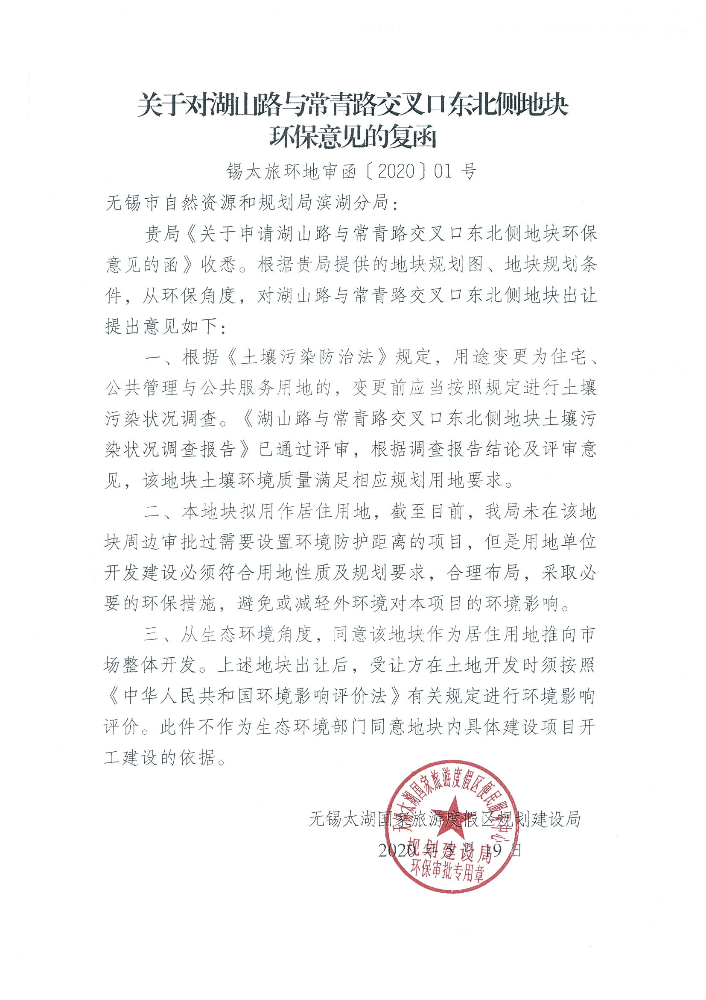 关于对湖山路与常青路交叉口东北侧地块
环保意见的复函
锡太旅环地审函〔2020〕01 号
无锡市自然资源和规划局滨湖分局：
贵局《关于申请湖山路与常青路交叉口东北侧地块环保
意见的函》收悉。根据贵局提供的地块规划图、地块规划条
件，从环保角度，对湖山路与常青路交叉口东北侧地块出让
提出意见如下：
一、根据《土壤污染防治法》规定，用途变更为住宅、
公共管理与公共服务用地的，变更前应当按照规定进行土壤
污染状况调查。《湖山路与常青路交叉口东北侧地块土壤污
染状况调查报告》已通过评审，根据调查报告结论及评审意
见，该地块土壤环境质量满足相应规划用地要求。
二、本地块拟用作居住用地，截至目前，我局未在该地
块周边审批过需要设置环境防护距离的项目，但是用地单位
开发建设必须符合用地性质及规划要求，合理布局，采取必
要的环保措施，避免或减轻外环境对本项目的环境影响。
三、从生态环境角度，同意该地块作为居住用地推向市
场整体开发。上述地块出让后，受让方在土地开发时须按照
《中华人民共和国环境影响评价法》有关规定进行环境影响
评价。此件不作为生态环境部门同意地块内具体建设项目开
工建设的依据。
无锡太湖国家旅游度假区规划建设局
2020 年 5 月 19 日
无锡太湖国家旅游度假区便民服务中心
规划建设局
环保审批专用章